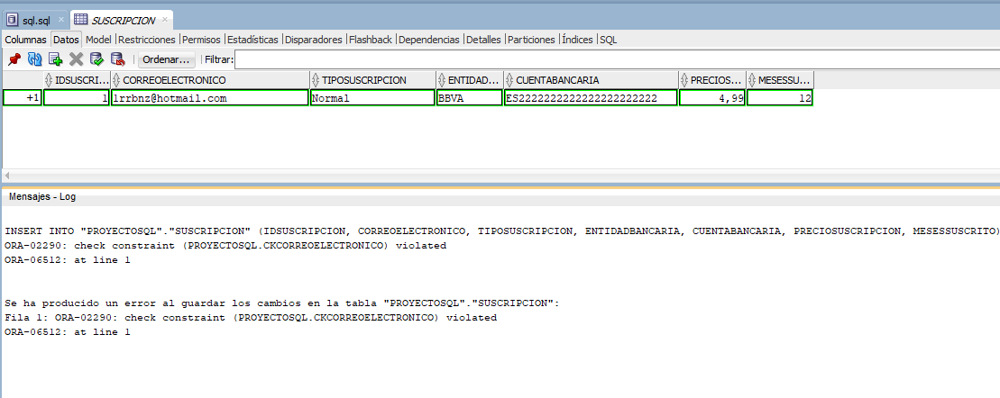 sql.sql SUSCRIPCION
Columnas Datos Model Restricciones Permisos Estadísticas Disparadores Flashback Dependencias Detalles Particiones Índices SQL
Ordenar... Filtrar:
IDSUSCRI... CORREOELECTRONICO TIPOSUSCRIPCION ENTIDAD... CUENTABANCARIA PRECIOS... MESESSU...
+1 1 lrrbnz@hotmail.com Normal BBVA ES2222222222222222222222 4,99 12
Mensajes - Log
INSERT INTO "PROYECTOSQL"."SUSCRIPCION" (IDSUSCRIPCION, CORREOELECTRONICO, TIPOSUSCRIPCION, ENTIDADBANCARIA, CUENTABANCARIA, PRECIOSUSCRIPCION, MESESSUSCRITO)
ORA-02290: check constraint (PROYECTOSQL.CKCORREOELECTRONICO) violated
ORA-06512: at line 1
Se ha producido un error al guardar los cambios en la tabla "PROYECTOSQL"."SUSCRIPCION":
Fila 1: ORA-02290: check constraint (PROYECTOSQL.CKCORREOELECTRONICO) violated
ORA-06512: at line 1